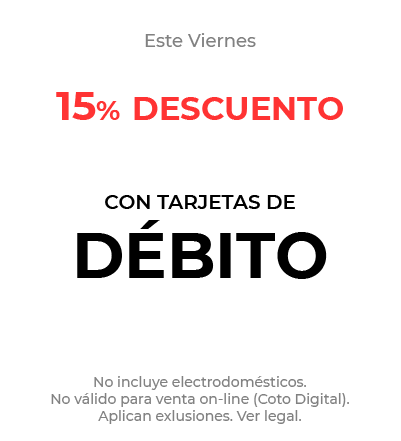 Este Viernes
15% DESCUENTO
CON TARJETAS DE
DÉBITO
No incluye electrodomésticos.
No válido para venta on-line (Coto Digital).
Aplican exlusiones. Ver legal.